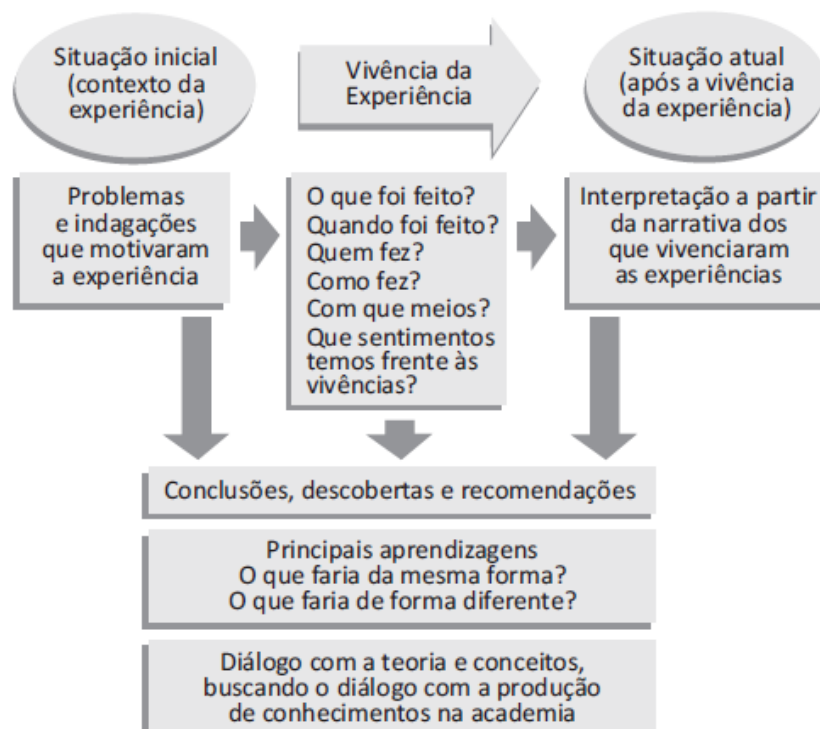 Situação inicial
(contexto da
experiência)
Vivência da
Experiência
Situação atual
(após a vivência
da experiência)
Problemas
e indagações
que motivaram
a experiência
O que foi feito?
Quando foi feito?
Quem fez?
Como fez?
Com que meios?
Que sentimentos
temos frente às
vivências?
Interpretação a partir
da narrativa dos
que vivenciaram
as experiências
Conclusões, descobertas e recomendações
Principais aprendizagens
O que faria da mesma forma?
O que faria de forma diferente?
Diálogo com a teoria e conceitos,
buscando o diálogo com a produção
de conhecimentos na academia